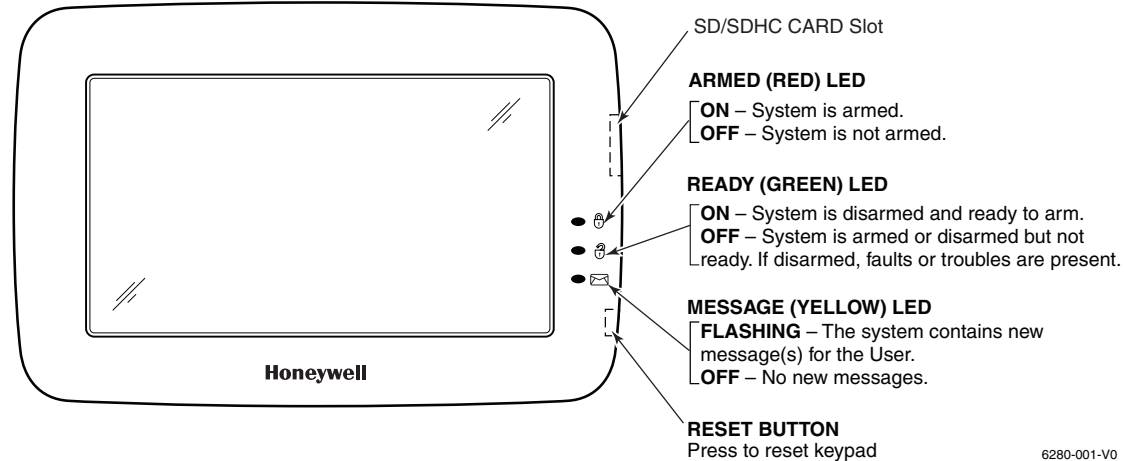 SD/SDHC CARD Slot
ARMED (RED) LED
ON – System is armed.
OFF – System is not armed.
READY (GREEN) LED
ON – System is disarmed and ready to arm.
OFF – System is armed or disarmed but not
ready. If disarmed, faults or troubles are present.
MESSAGE (YELLOW) LED
FLASHING – The system contains new
message(s) for the User.
OFF – No new messages.
Honeywell
RESET BUTTON
Press to reset keypad
6280-001-V0